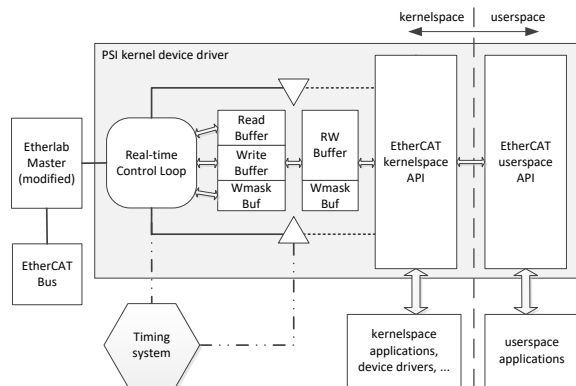 kernelspace
userspace
PSI kernel device driver
Etherlab
Master
(modified)
Real-time
Control Loop
Read
Buffer
Write
Buffer
Wmask
Buf
RW
Buffer
Wmask
Buf
EtherCAT
kernelspace
API
EtherCAT
userspace
API
EtherCAT
Bus
Timing
system
kernelspace
applications,
device drivers, ...
userspace
applications